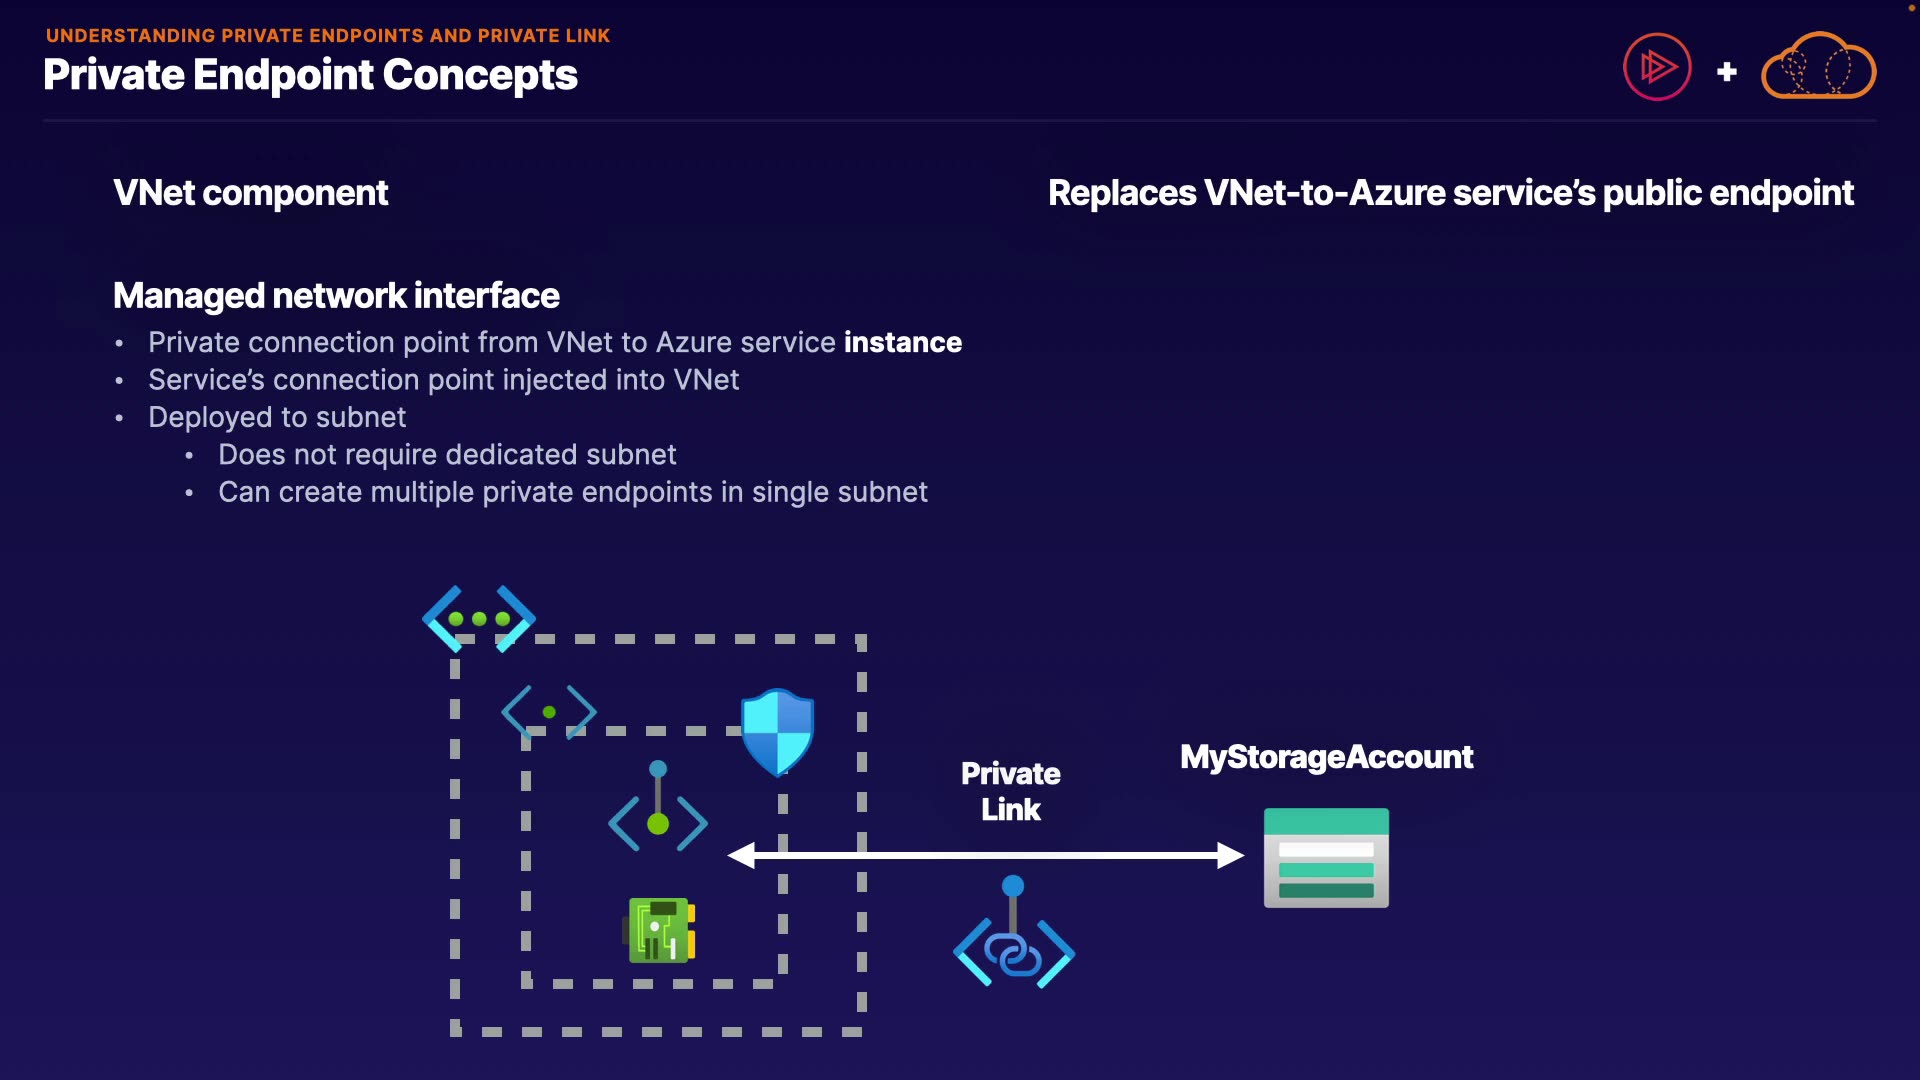 UNDERSTANDING PRIVATE ENDPOINTS AND PRIVATE LINK
Private Endpoint Concepts
+
VNet component
Replaces VNet-to-Azure service’s public endpoint
Managed network interface
• Private connection point from VNet to Azure service instance
• Service’s connection point injected into VNet
• Deployed to subnet
• Does not require dedicated subnet
• Can create multiple private endpoints in single subnet
Private
Link
MyStorageAccount